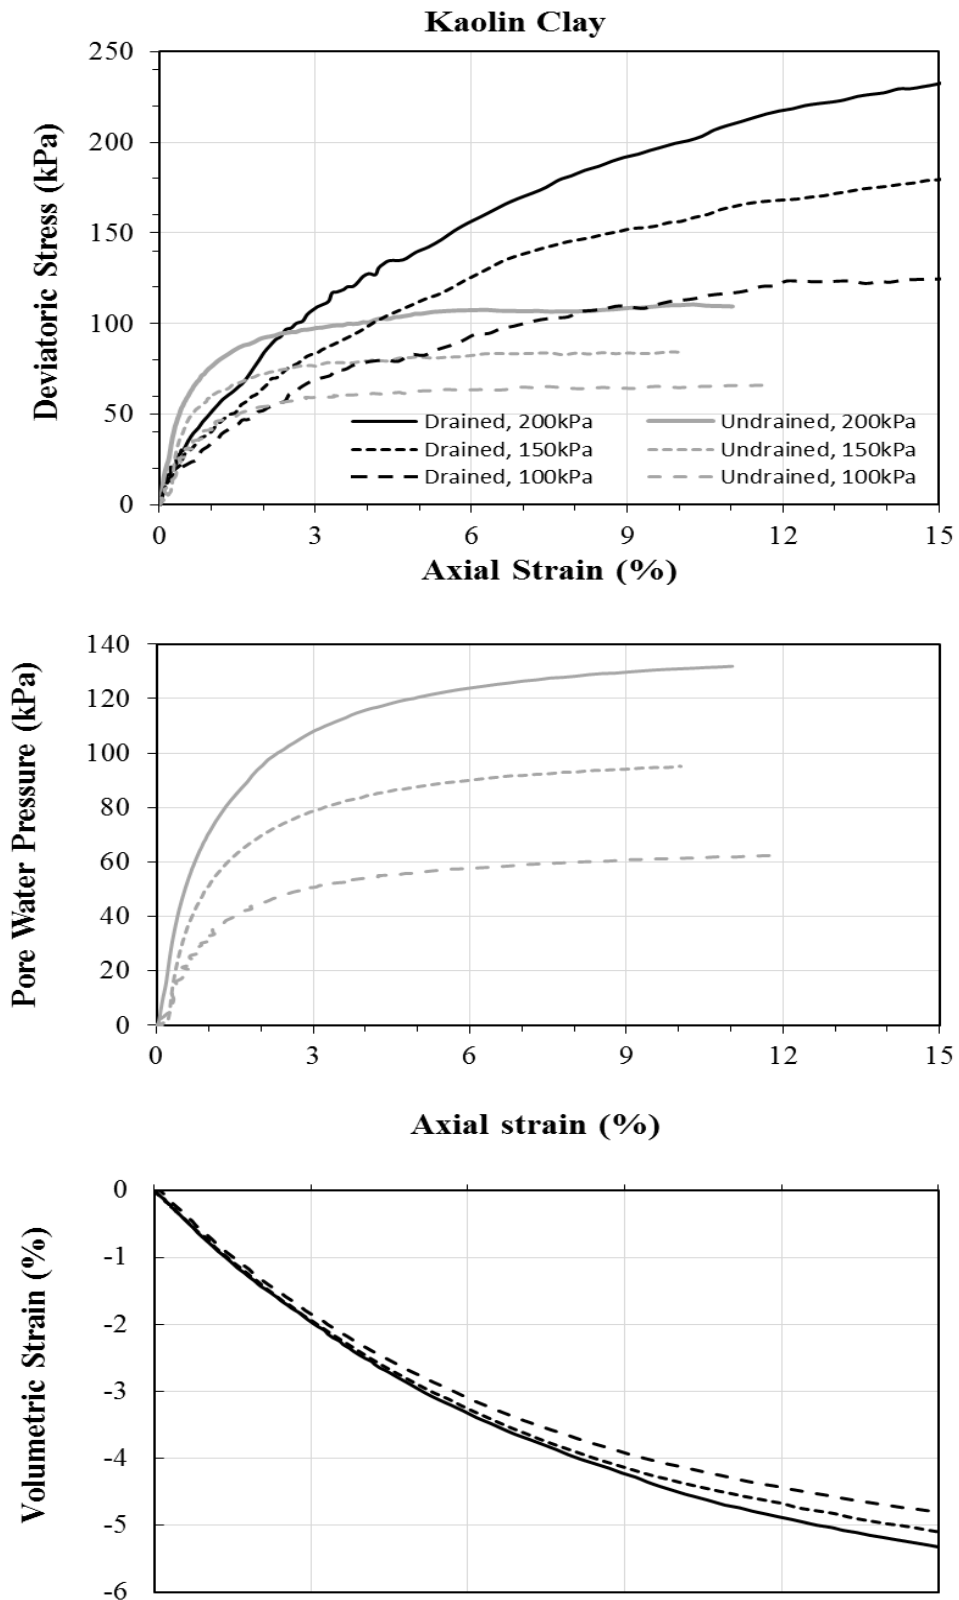 Kaolin Clay
250
200
150
100
50
0
Deviatoric Stress (kPa)
Drained, 200kPa
Undrained, 200kPa
Drained, 150kPa
Undrained, 150kPa
Drained, 100kPa
Undrained, 100kPa
0 3 6 9 12 15
Axial Strain (%)
140
120
100
80
60
40
20
0
Pore Water Pressure (kPa)
0 3 6 9 12 15
Axial strain (%)
0
-1
-2
-3
-4
-5
-6
Volumetric Strain (%)